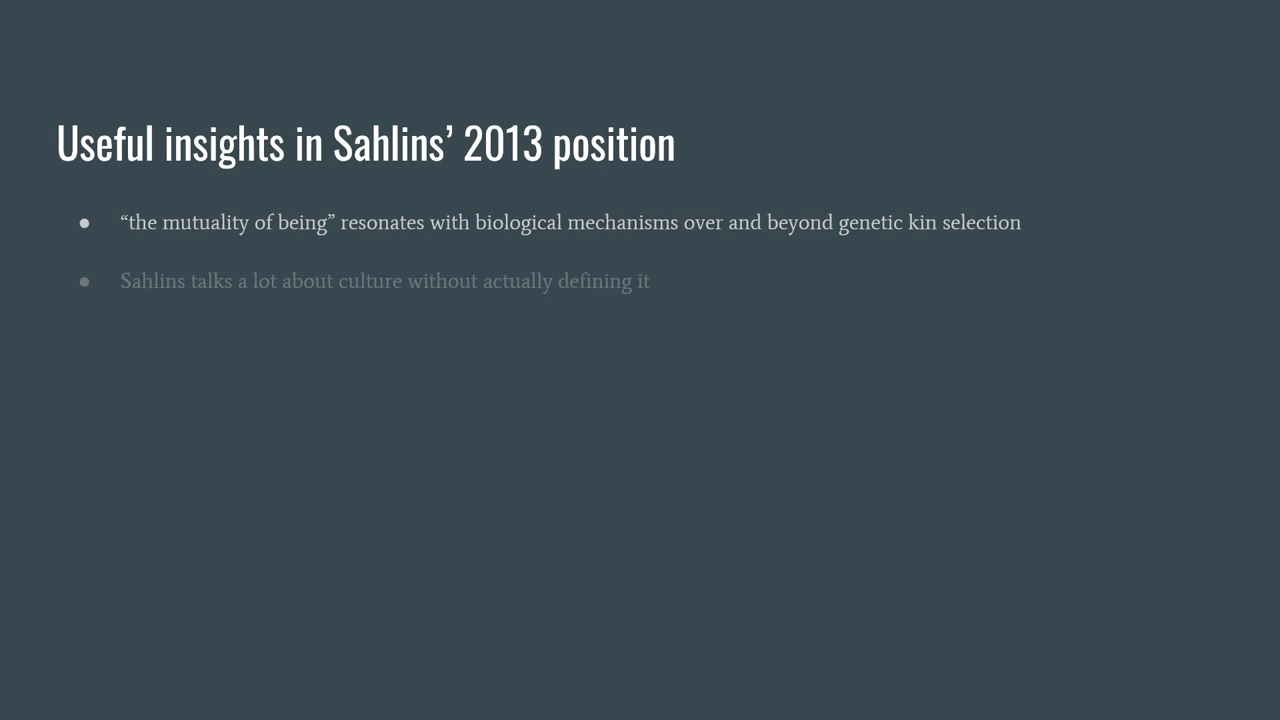 Useful insights in Sahlins’ 2013 position
● “the mutuality of being” resonates with biological mechanisms over and beyond genetic kin selection
● Sahlins talks a lot about culture without actually defining it